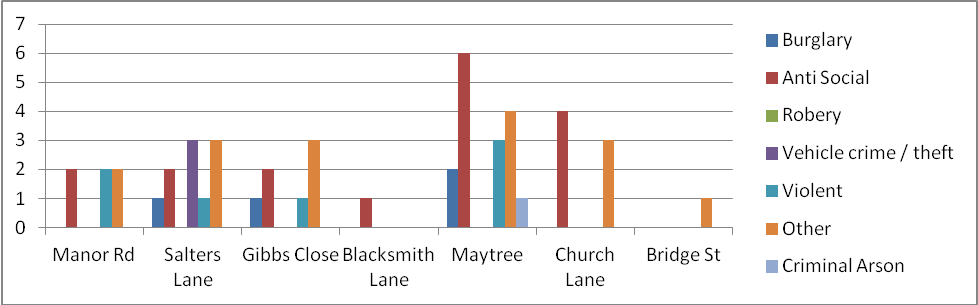 7
6
5
4
3
2
1
0
Manor Rd
Salters
Lane
Gibbs Close
Blacksmith
Lane
Maytree
Church
Lane
Bridge St
Burglary
Anti Social
Robery
Vehicle crime / theft
Violent
Other
Criminal Arson